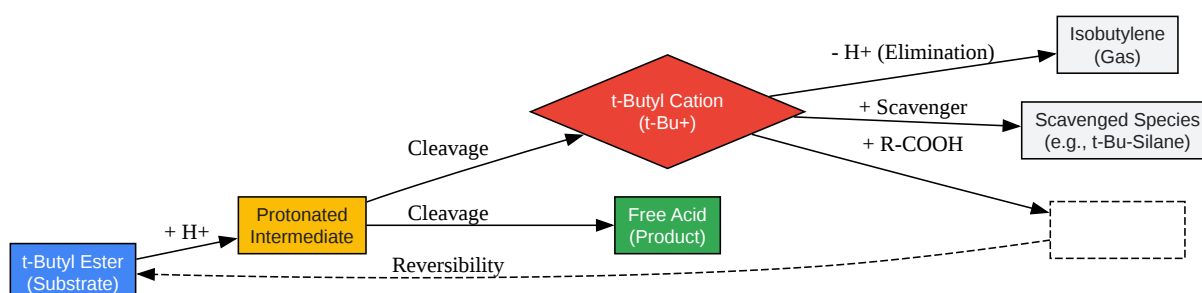 Isobutylene
(Gas)
- H+ (Elimination)
t-Butyl Cation
(t-Bu+)
+ Scavenger
Scavenged Species
(e.g., t-Bu-Silane)
+ R-COOH
Cleavage
Protonated
Intermediate
Cleavage
Free Acid
(Product)
+ H+
t-Butyl Ester
(Substrate)
Reversibility